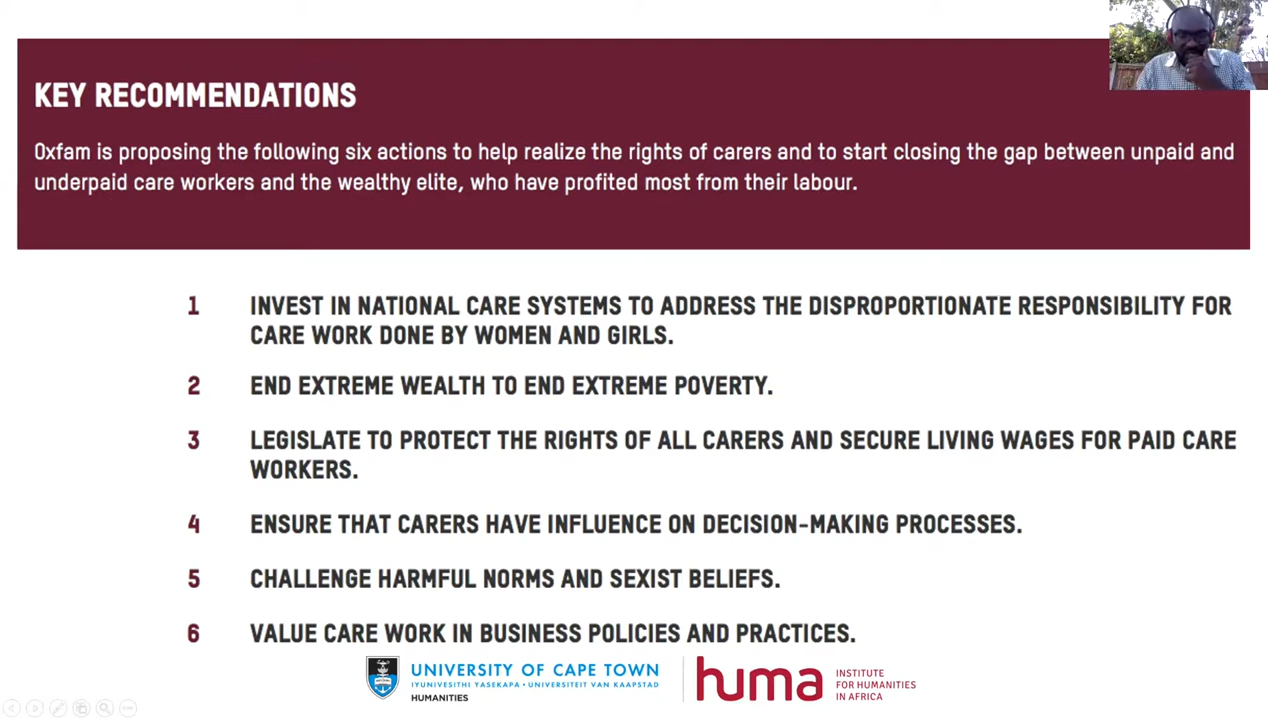 KEY RECOMMENDATIONS
Oxfam is proposing the following six actions to help realize the rights of carers and to start closing the gap between unpaid and
underpaid care workers and the wealthy elite, who have profited most from their labour.
1 INVEST IN NATIONAL CARE SYSTEMS TO ADDRESS THE DISPROPORTIONATE RESPONSIBILITY FOR
CARE WORK DONE BY WOMEN AND GIRLS.
2 END EXTREME WEALTH TO END EXTREME POVERTY.
3 LEGISLATE TO PROTECT THE RIGHTS OF ALL CARERS AND SECURE LIVING WAGES FOR PAID CARE
WORKERS.
4 ENSURE THAT CARERS HAVE INFLUENCE ON DECISION-MAKING PROCESSES.
5 CHALLENGE HARMFUL NORMS AND SEXIST BELIEFS.
6 VALUE CARE WORK IN BUSINESS POLICIES AND PRACTICES.
UNIVERSITY OF CAPE TOWN
IYUNIVESITHI YASEKAPA • UNIVERSITEIT VAN KAAPSTAD
HUMANITIES
huma
INSTITUTE
FOR HUMANITIES
IN AFRICA